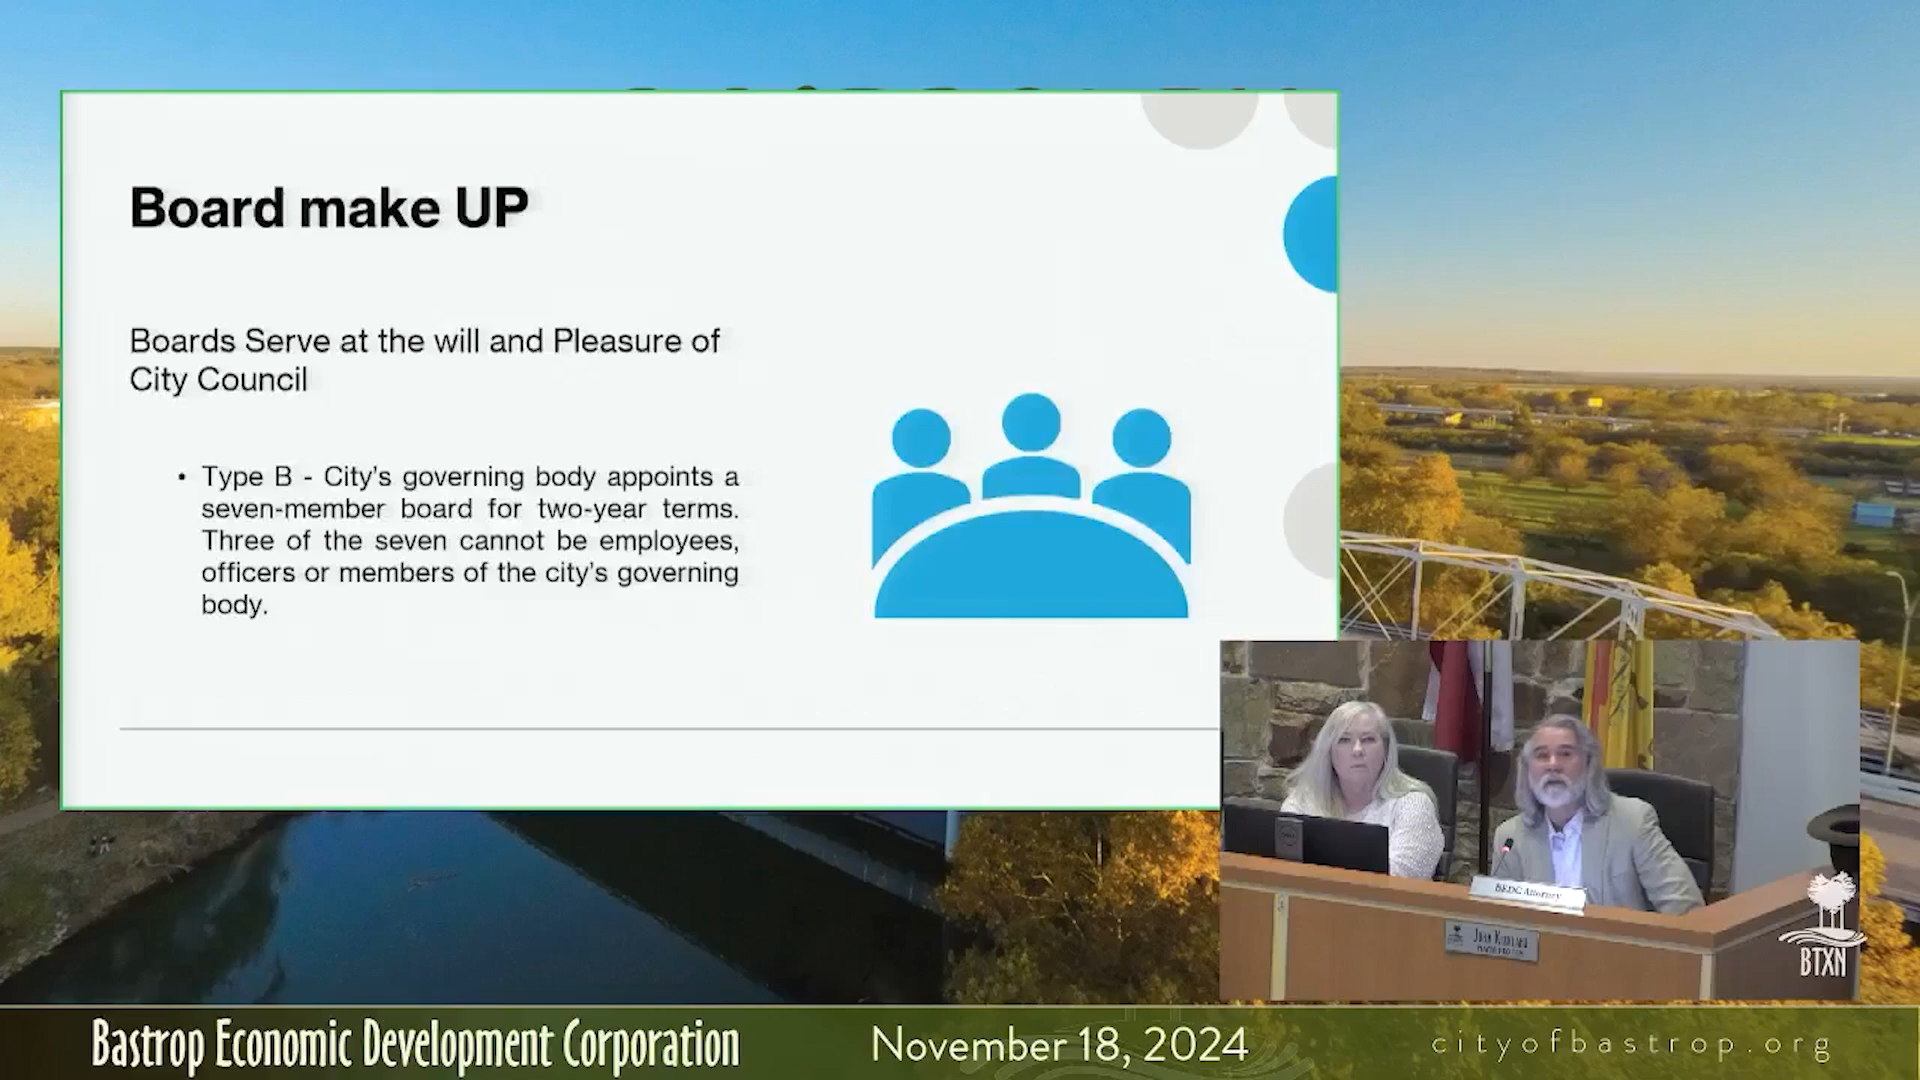 Board make UP
Boards Serve at the will and Pleasure of
City Council
• Type B - City's governing body appoints a
seven-member board for two-year terms.
Three of the seven cannot be employees,
officers or members of the city's governing
body.
BEDC Attorney
BTXN
Bastrop Economic Development Corporation
November 18, 2024
cityofbastrop.org